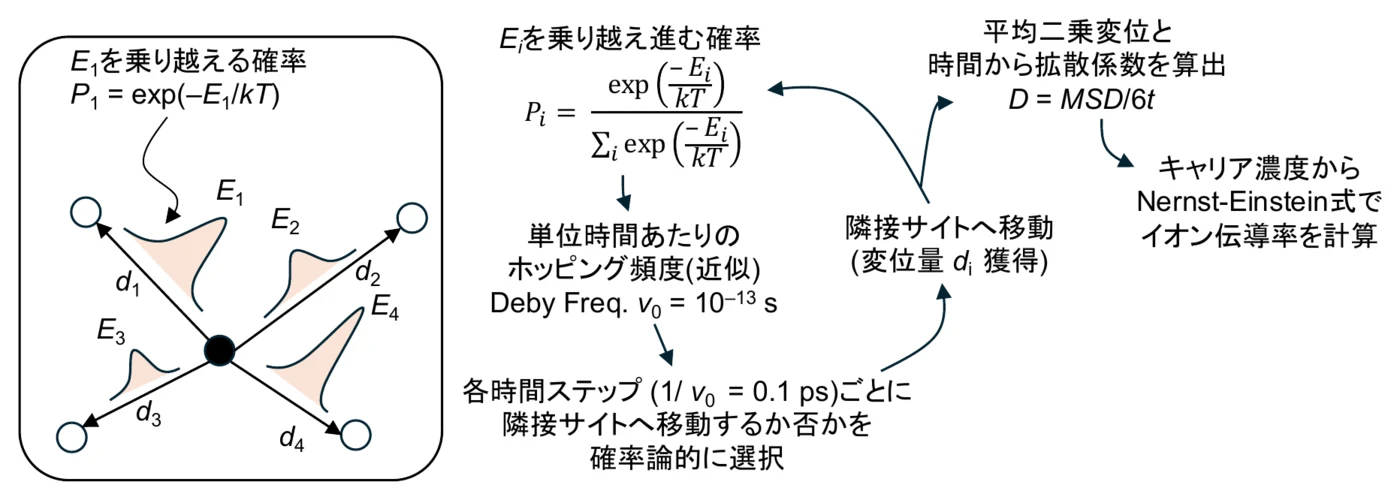 E₁を乗り越える確率
P₁ = exp(–E₁/kT)
E₁
E₂
E₃
E₄
d₁
d₂
d₃
d₄
Eᵢを乗り越え進む確率
Pᵢ = exp(−Eᵢ/kT) / ∑ᵢ exp(−Eᵢ/kT)
単位時間あたりの
ホッピング頻度(近似)
Deby Freq. v₀ = 10⁻¹³ s
各時間ステップ (1/ v₀ = 0.1 ps)ごとに
隣接サイトへ移動するか否かを
確率論的に選択
隣接サイトへ移動
(変位量 dᵢ 獲得)
平均二乗変位と
時間から拡散係数を算出
D = MSD/6t
キャリア濃度から
Nernst-Einstein式で
イオン伝導率を計算